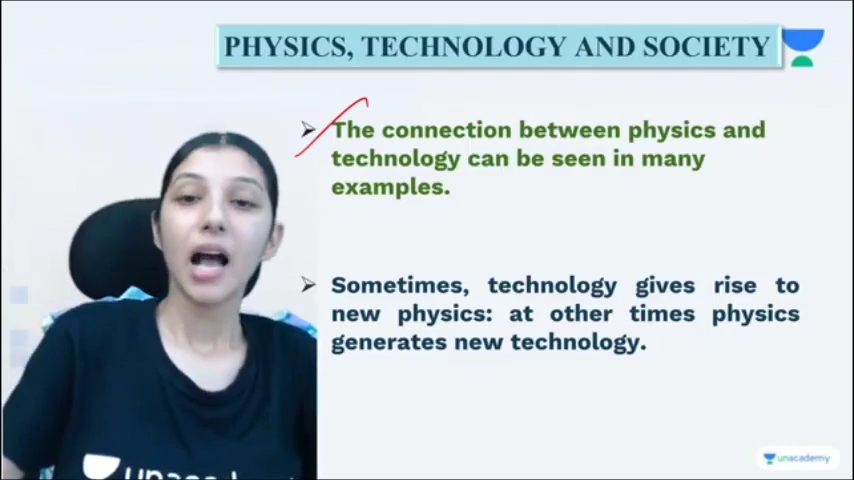 PHYSICS, TECHNOLOGY AND SOCIETY
The connection between physics and
technology can be seen in many
examples.
Sometimes, technology gives rise to
new physics: at other times physics
generates new technology.
unacademy